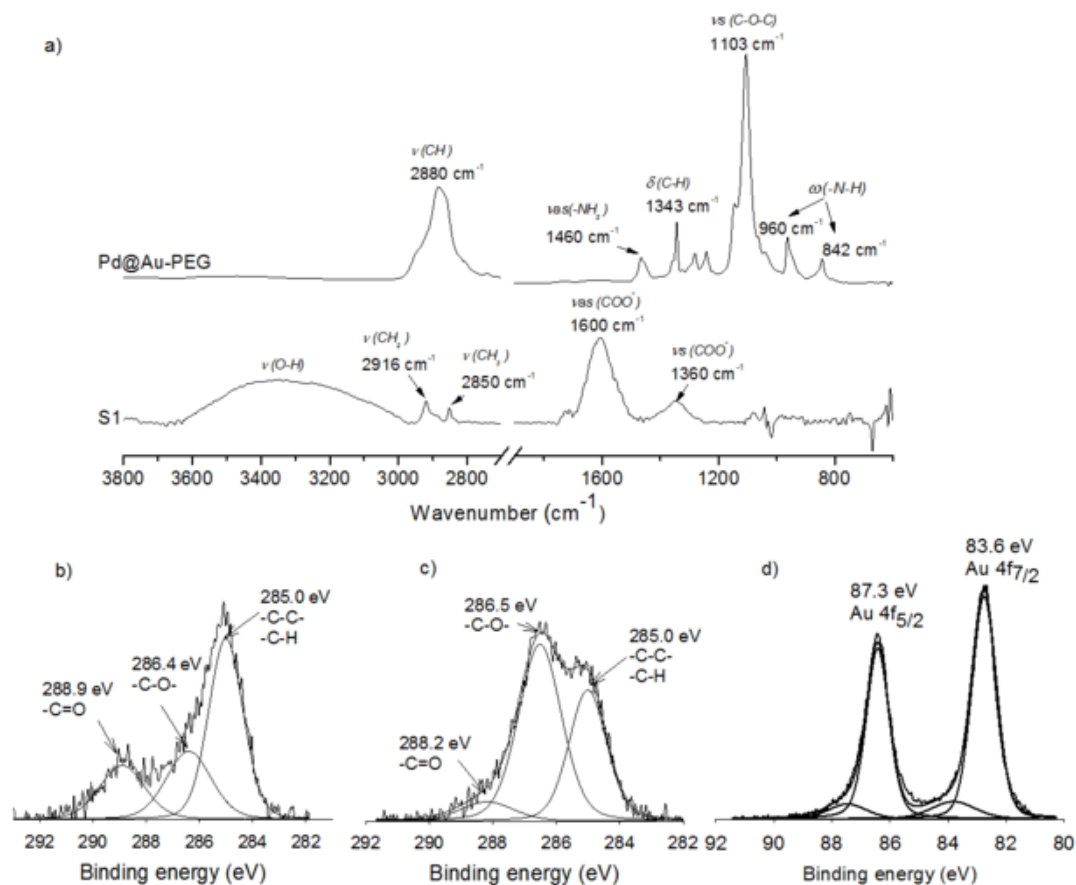 a)
νs (C-O-C)
1103 cm-1
ν (CH)
2880 cm-1
νas(-NH2)
1460 cm-1
δ (C-H)
1343 cm-1
ω (-N-H)
960 cm-1
842 cm-1
Pd@Au-PEG
νas (COO-)
1600 cm-1
ν (O-H)
ν (CH2)
2916 cm-1
ν (CH2)
2850 cm-1
νs (COO-)
1360 cm-1
S1
3800 3600 3400 3200 3000 2800 1600 1200 800
Wavenumber (cm-1)
b)
285.0 eV
-C-C-
-C-H
286.4 eV
-C-O-
288.9 eV
-C=O
292 290 288 286 284 282
Binding energy (eV)
c)
286.5 eV
-C-O-
285.0 eV
-C-C-
-C-H
288.2 eV
-C=O
292 290 288 286 284 282
Binding energy (eV)
d)
83.6 eV
Au 4f7/2
87.3 eV
Au 4f5/2
92 90 88 86 84 82 80
Binding energy (eV)